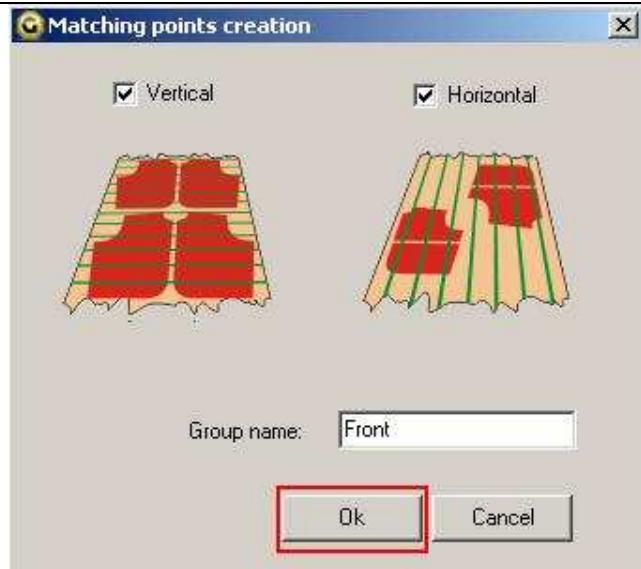 Matching points creation
Vertical Horizontal
Group name: Front
Ok Cancel